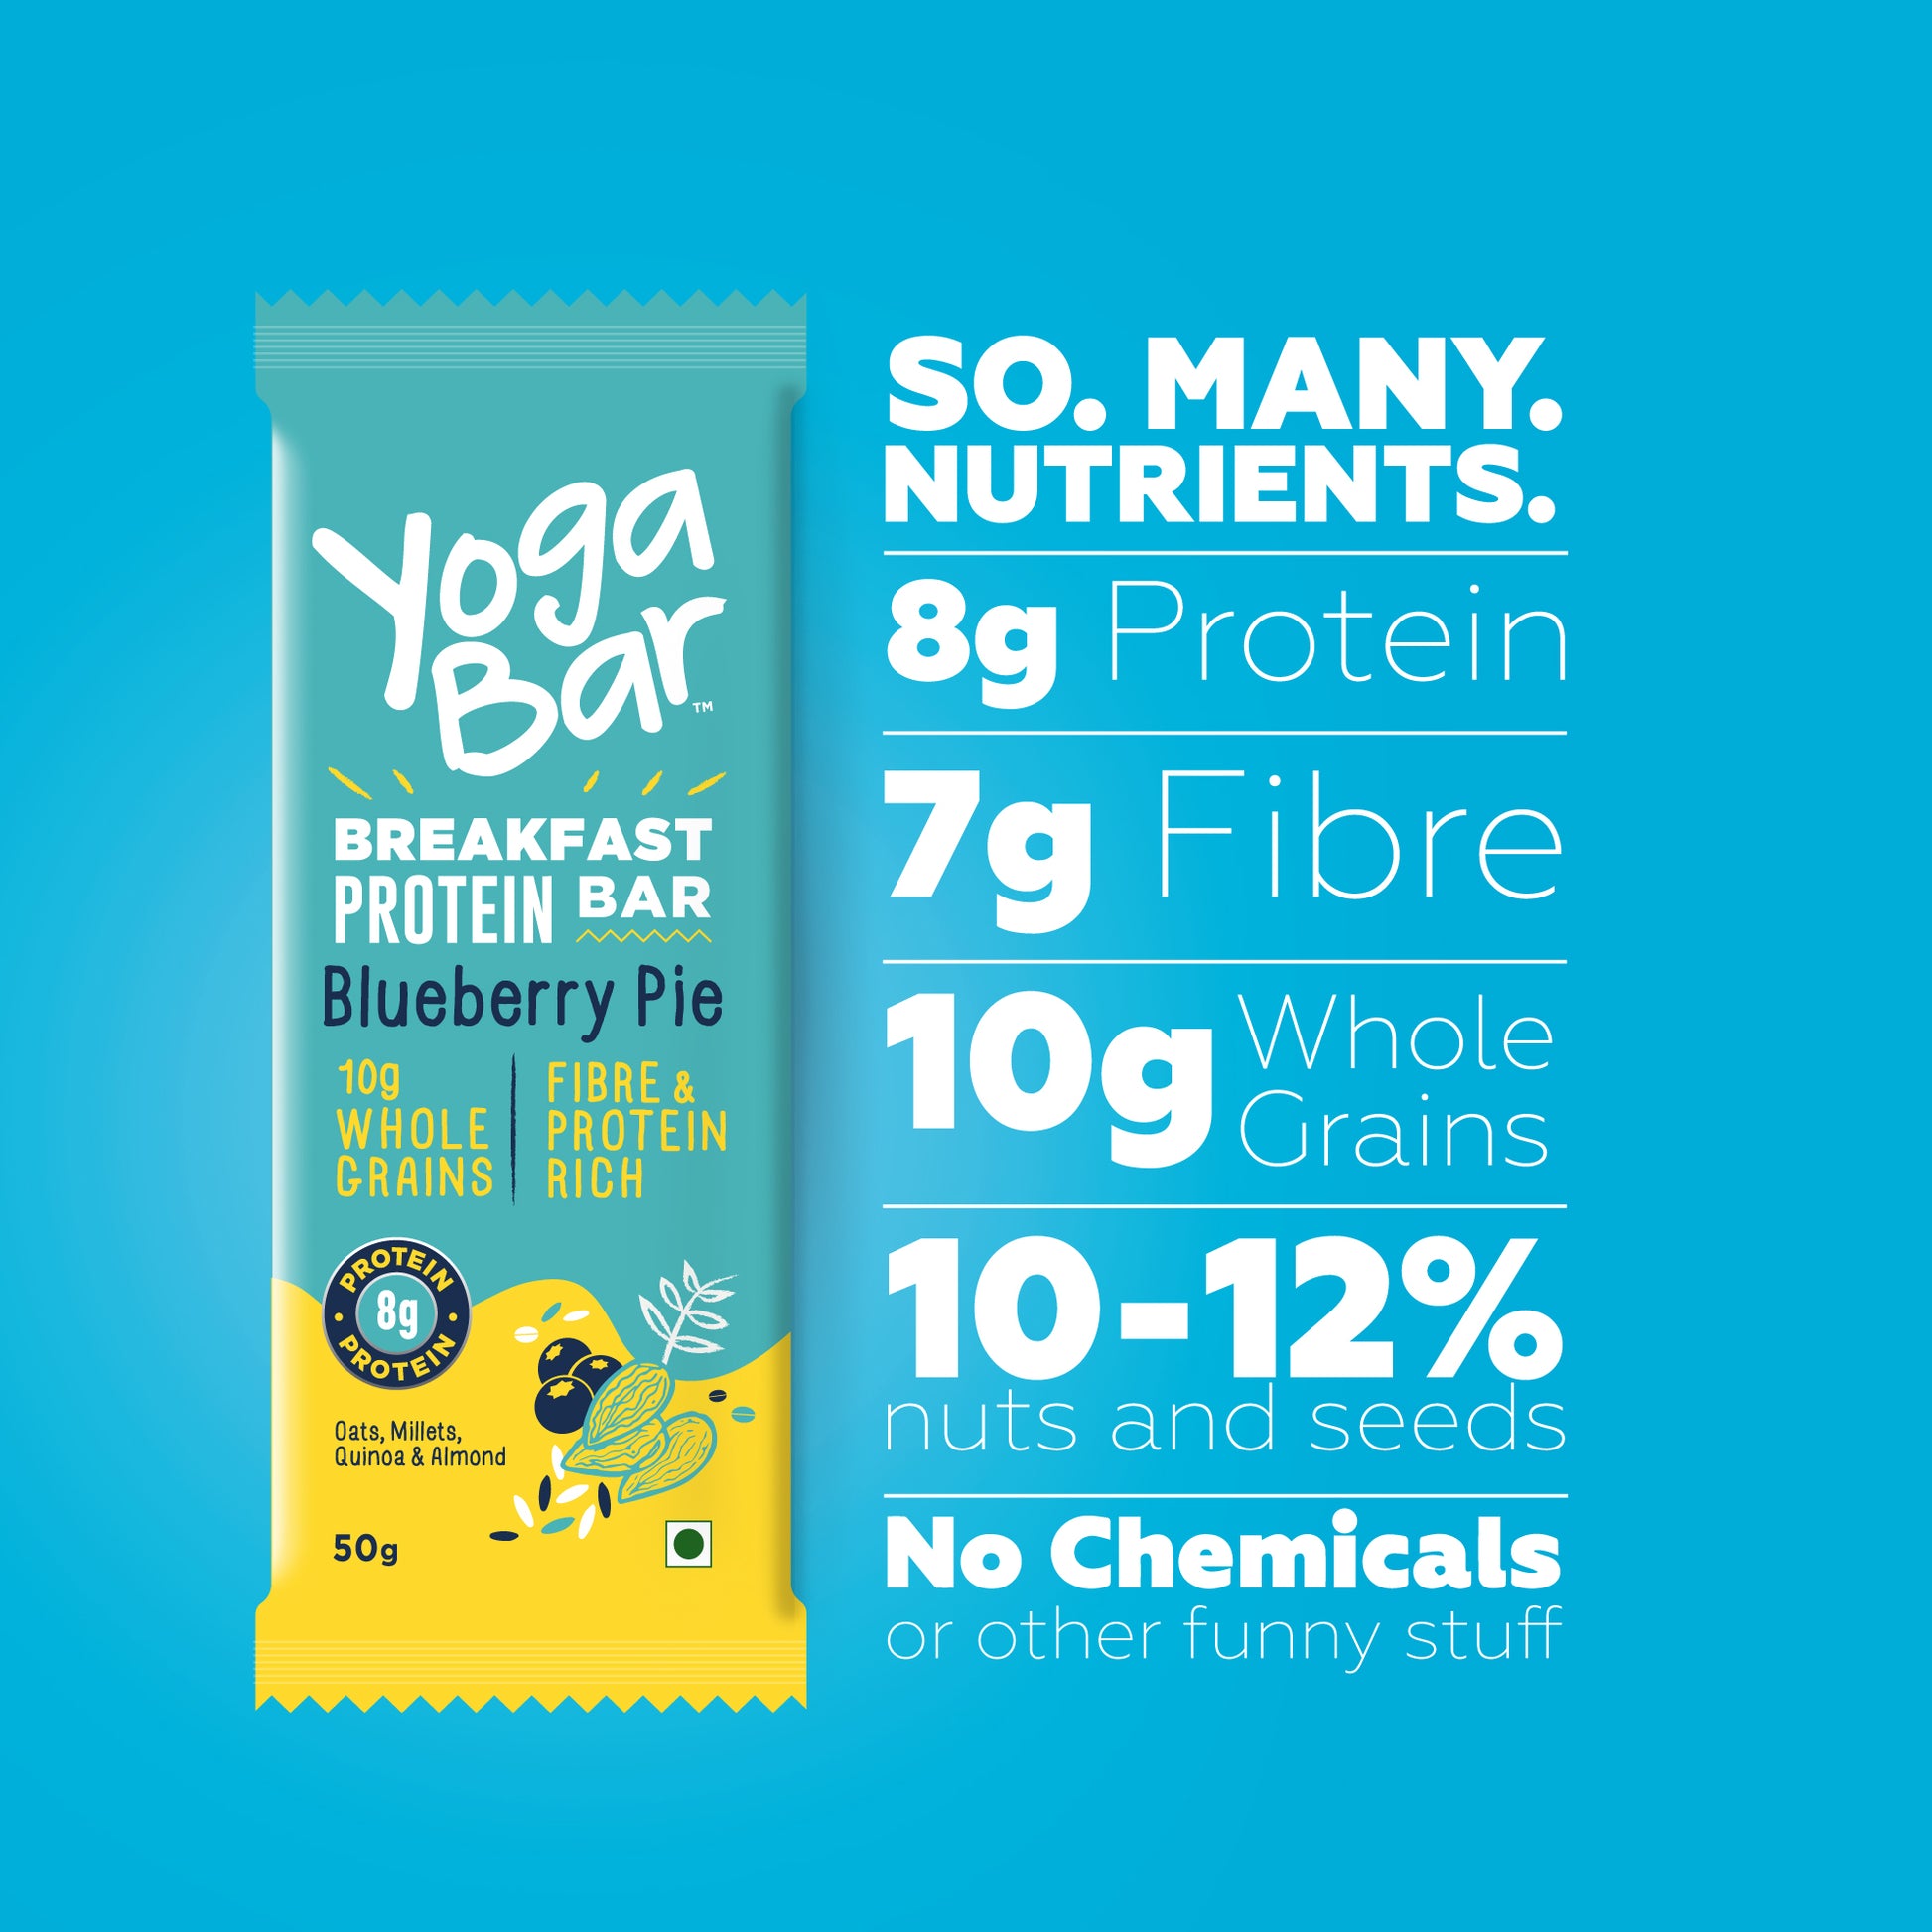 Yoga
Bar™
BREAKFAST
PROTEIN BAR
Blueberry Pie
10g
WHOLE
GRAINS
FIBRE &
PROTEIN
RICH
PROTEIN
8g
PROTEIN
Oats, Millets,
Quinoa & Almond
50g
SO. MANY.
NUTRIENTS.
8g Protein
7g Fibre
10g Whole
Grains
10-12%
nuts and seeds
No Chemicals
or other funny stuff